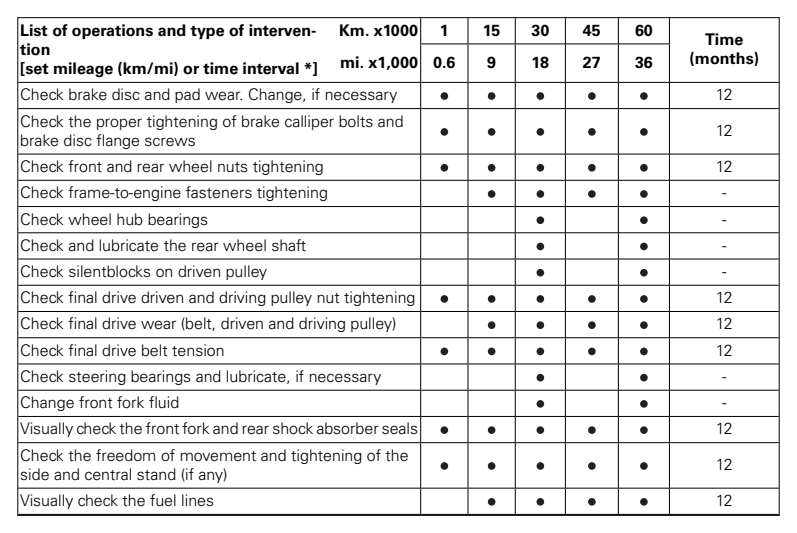 List of operations and type of interven- Km. x1000 1 15 30 45 60 Time
tion
[set mileage (km/mi) or time interval *] mi. x1,000 0.6 9 18 27 36 (months)
Check brake disc and pad wear. Change, if necessary ● ● ● ● ● 12
Check the proper tightening of brake calliper bolts and
brake disc flange screws ● ● ● ● ● 12
Check front and rear wheel nuts tightening ● ● ● ● ● 12
Check frame-to-engine fasteners tightening ● ● ● ● -
Check wheel hub bearings ● ● -
Check and lubricate the rear wheel shaft ● ● -
Check silentblocks on driven pulley ● ● -
Check final drive driven and driving pulley nut tightening ● ● ● ● ● 12
Check final drive wear (belt, driven and driving pulley) ● ● ● ● 12
Check final drive belt tension ● ● ● ● ● 12
Check steering bearings and lubricate, if necessary ● ● -
Change front fork fluid ● ● -
Visually check the front fork and rear shock absorber seals ● ● ● ● ● 12
Check the freedom of movement and tightening of the
side and central stand (if any) ● ● ● ● ● 12
Visually check the fuel lines ● ● ● ● 12